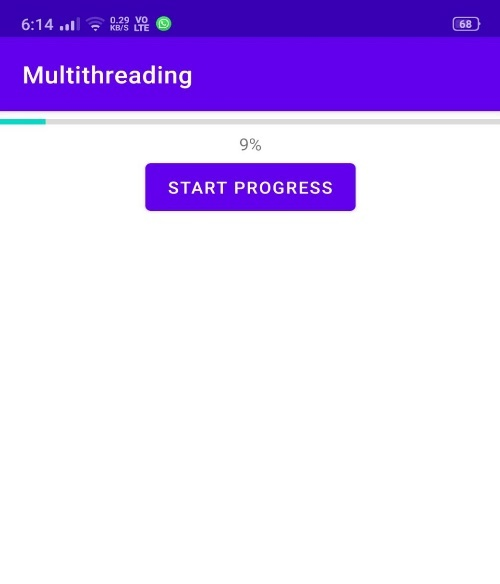 6:14 0.29 KB/S VO LTE 68
Multithreading
9%
START PROGRESS